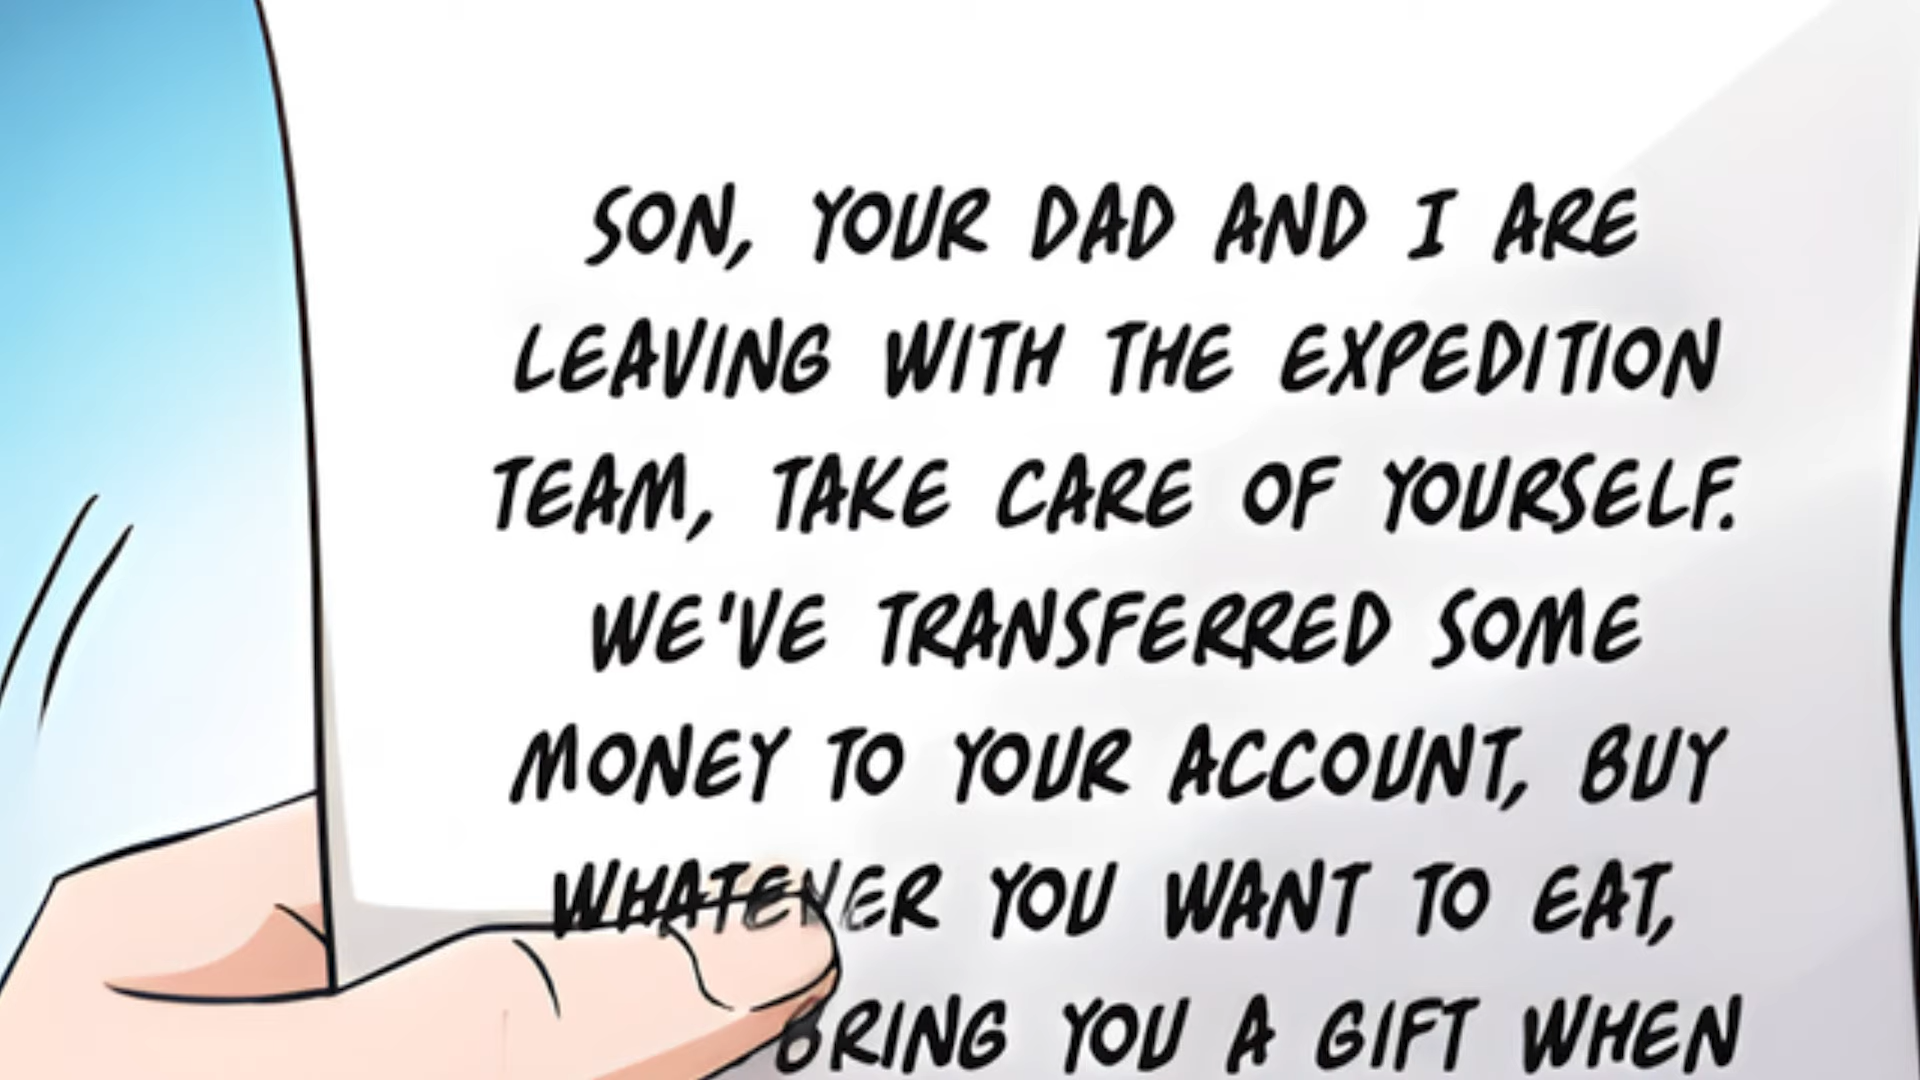 SON, YOUR DAD AND I ARE
LEAVING WITH THE EXPEDITION
TEAM, TAKE CARE OF YOURSELF.
WE'VE TRANSFERRED SOME
MONEY TO YOUR ACCOUNT, BUY
WHATEVER YOU WANT TO EAT,
BRING YOU A GIFT WHEN